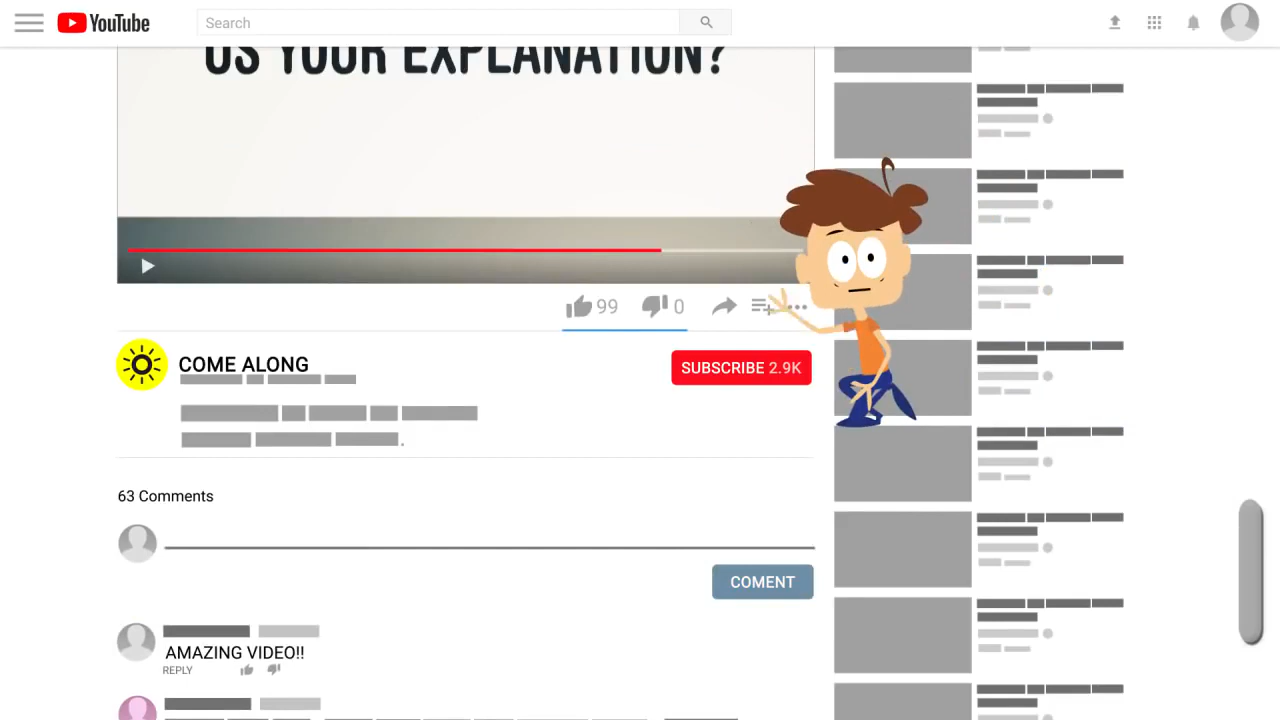 YouTube
Search
US YOUR EXPLANATION?
99
0
COME ALONG
SUBSCRIBE 2.9K
63 Comments
COMENT
AMAZING VIDEO!!
REPLY